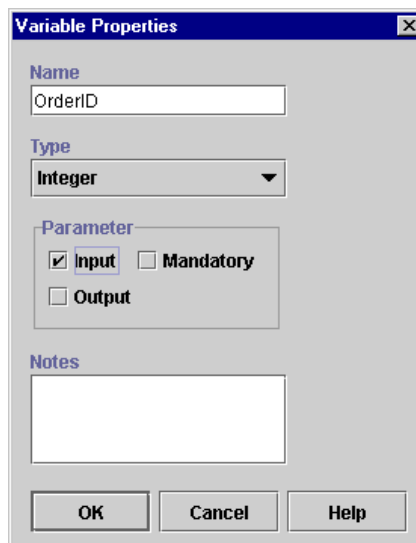 Variable Properties
Name
OrderID
Type
Integer
Parameter
Input Mandatory
Output
Notes
OK Cancel Help